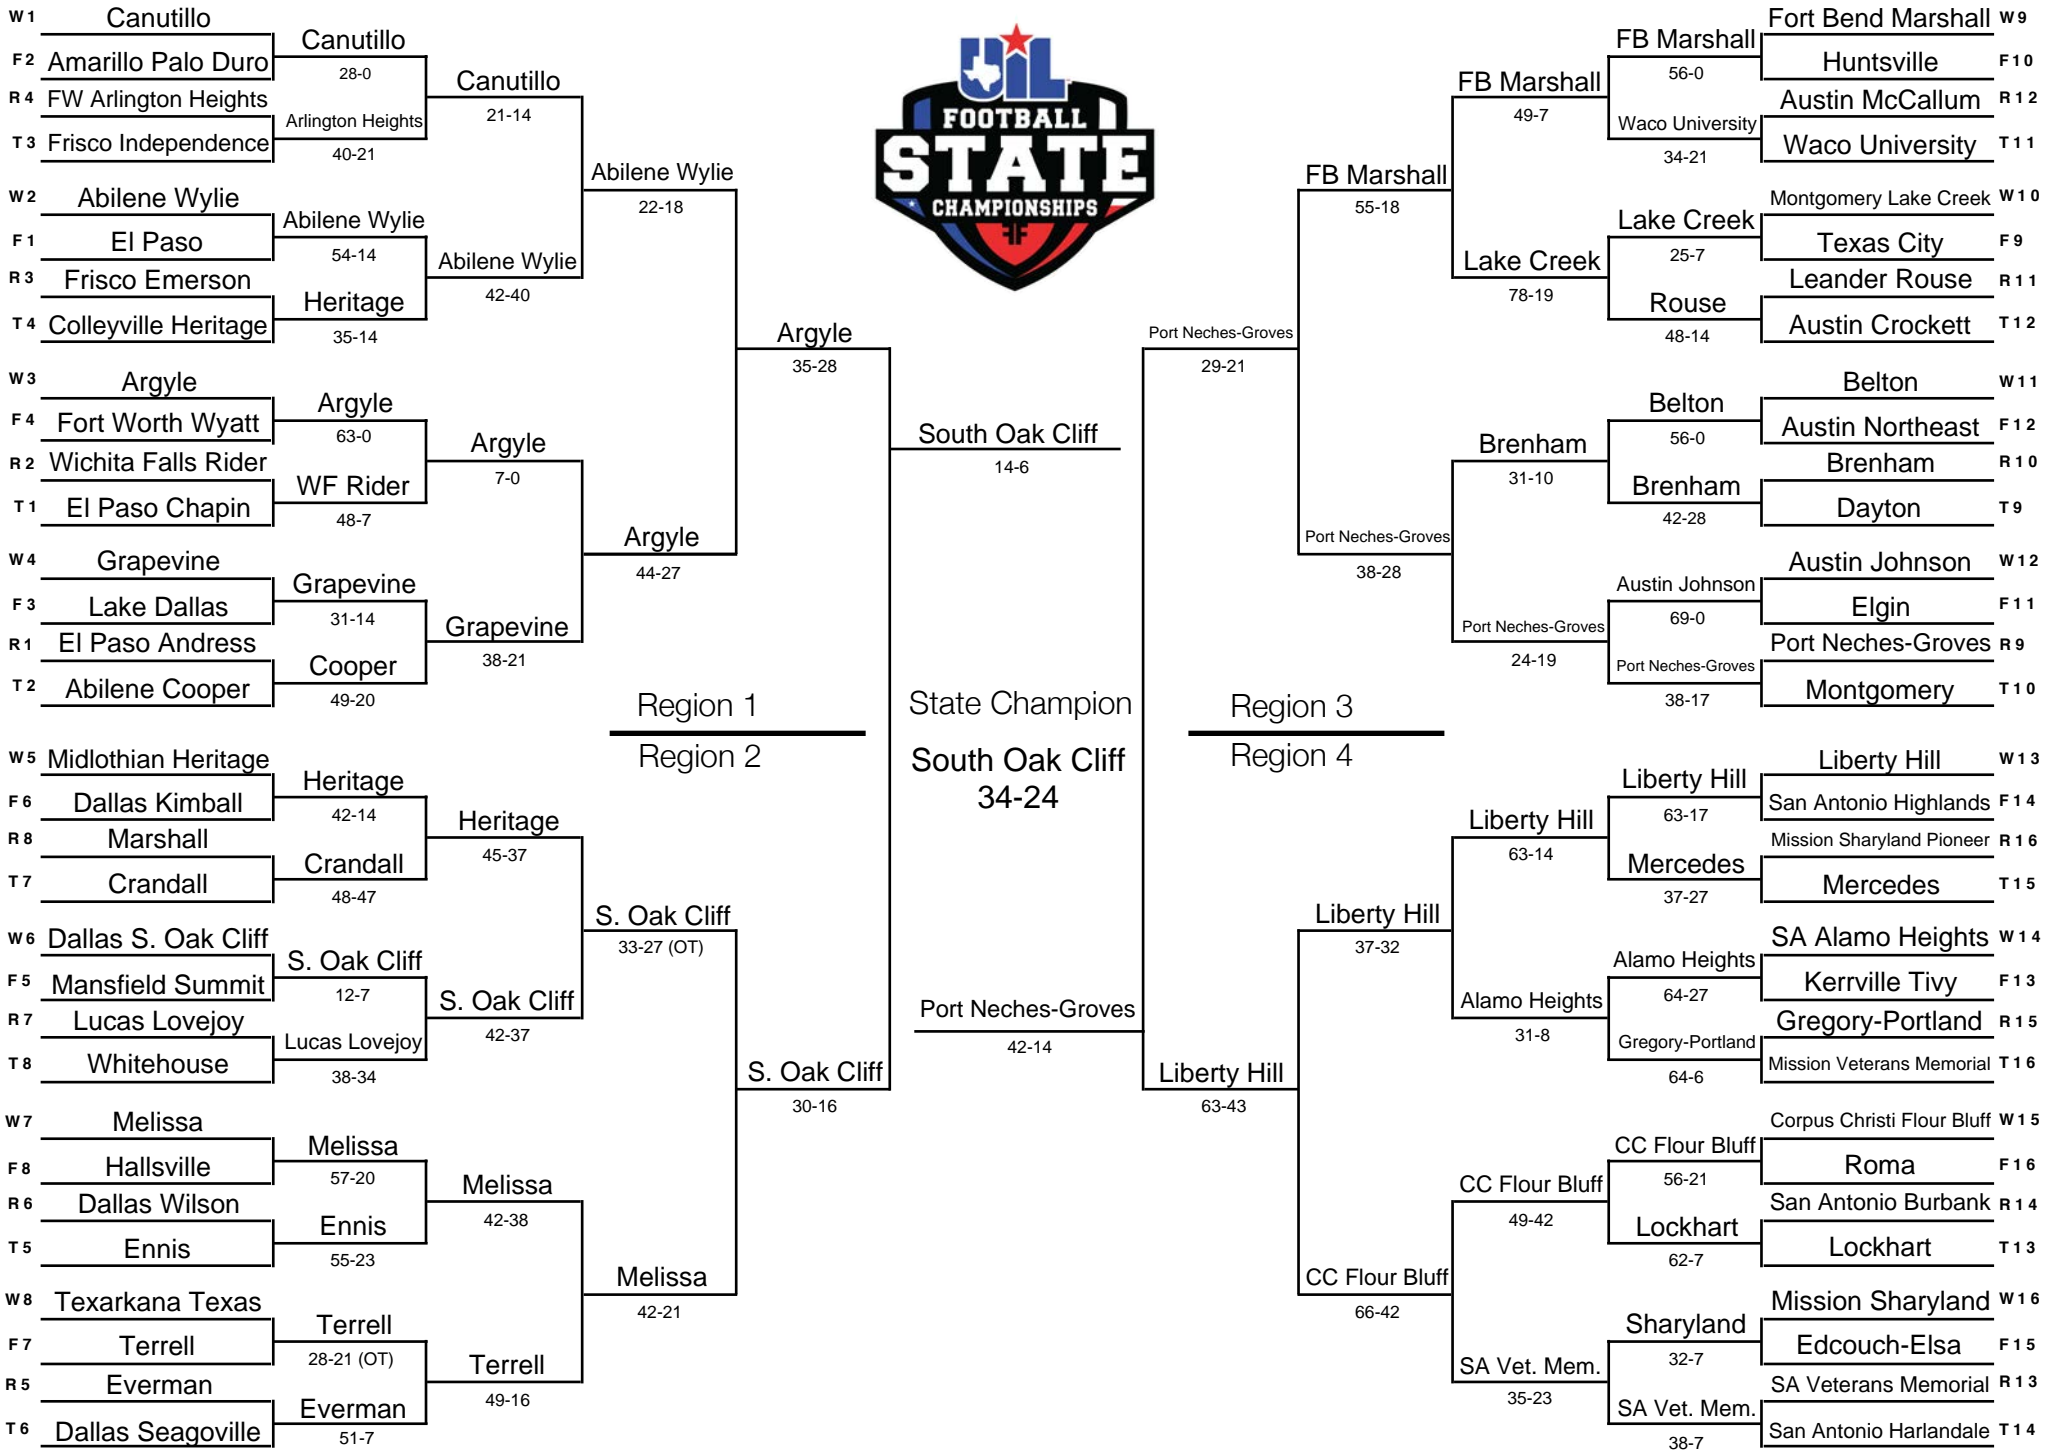 W1 Canutillo
F2 Amarillo Palo Duro
R4 FW Arlington Heights
T3 Frisco Independence
W2 Abilene Wylie
F1 El Paso
R3 Frisco Emerson
T4 Colleyville Heritage
W3 Argyle
F4 Fort Worth Wyatt
R2 Wichita Falls Rider
T1 El Paso Chapin
W4 Grapevine
F3 Lake Dallas
R1 El Paso Andress
T2 Abilene Cooper
W5 Midlothian Heritage
F6 Dallas Kimball
R8 Marshall
T7 Crandall
W6 Dallas S. Oak Cliff
F5 Mansfield Summit
R7 Lucas Lovejoy
T8 Whitehouse
W7 Melissa
F8 Hallsville
R6 Dallas Wilson
T5 Ennis
W8 Texarkana Texas
F7 Terrell
R5 Everman
T6 Dallas Seagoville
Canutillo
28-0
Arlington Heights
40-21
Abilene Wylie
54-14
Heritage
35-14
Argyle
63-0
WF Rider
48-7
Grapevine
31-14
Cooper
49-20
Heritage
42-14
Crandall
48-47
S. Oak Cliff
12-7
Lucas Lovejoy
38-34
Melissa
57-20
Ennis
55-23
Terrell
28-21 (OT)
Everman
51-7
Canutillo
21-14
Abilene Wylie
42-40
Argyle
7-0
Grapevine
38-21
Heritage
45-37
S. Oak Cliff
42-37
Melissa
42-38
Terrell
49-16
Abilene Wylie
22-18
Argyle
44-27
Region 1
Region 2
S. Oak Cliff
33-27 (OT)
Melissa
42-21
Argyle
35-28
S. Oak Cliff
30-16
UIL
FOOTBALL
STATE
CHAMPIONSHIPS
South Oak Cliff
14-6
State Champion
South Oak Cliff
34-24
Port Neches-Groves
42-14
Port Neches-Groves
29-21
Liberty Hill
63-43
FB Marshall
55-18
Port Neches-Groves
38-28
Region 3
Region 4
Liberty Hill
37-32
CC Flour Bluff
66-42
FB Marshall
49-7
Lake Creek
78-19
Brenham
31-10
Port Neches-Groves
24-19
Liberty Hill
63-14
Alamo Heights
31-8
CC Flour Bluff
49-42
SA Vet. Mem.
35-23
FB Marshall
56-0
Waco University
34-21
Lake Creek
25-7
Rouse
48-14
Belton
56-0
Brenham
42-28
Austin Johnson
69-0
Port Neches-Groves
38-17
Liberty Hill
63-17
Mercedes
37-27
Alamo Heights
64-27
Gregory-Portland
64-6
CC Flour Bluff
56-21
Lockhart
62-7
Sharyland
32-7
SA Vet. Mem.
38-7
Fort Bend Marshall W9
Huntsville F10
Austin McCallum R12
Waco University T11
Montgomery Lake Creek W10
Texas City F9
Leander Rouse R11
Austin Crockett T12
Belton W11
Austin Northeast F12
Brenham R10
Dayton T9
Austin Johnson W12
Elgin F11
Port Neches-Groves R9
Montgomery T10
Liberty Hill W13
San Antonio Highlands F14
Mission Sharyland Pioneer R16
Mercedes T15
SA Alamo Heights W14
Kerrville Tivy F13
Gregory-Portland R15
Mission Veterans Memorial T16
Corpus Christi Flour Bluff W15
Roma F16
San Antonio Burbank R14
Lockhart T13
Mission Sharyland W16
Edcouch-Elsa F15
SA Veterans Memorial R13
San Antonio Harlandale T14